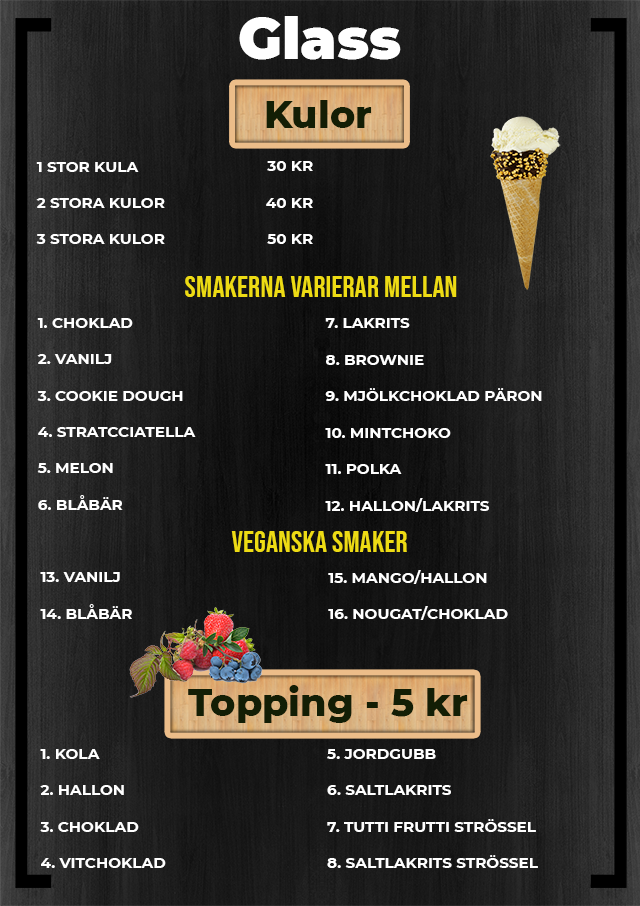 Glass
Kulor
1 STOR KULA 30 KR
2 STORA KULOR 40 KR
3 STORA KULOR 50 KR
SMAKERNA VARIERAR MELLAN
1. CHOKLAD
2. VANILJ
3. COOKIE DOUGH
4. STRATCCIATELLA
5. MELON
6. BLÅBÄR
7. LAKRITS
8. BROWNIE
9. MJÖLKCHOKLAD PÄRON
10. MINTCHOKO
11. POLKA
12. HALLON/LAKRITS
VEGANSKA SMAKER
13. VANILJ
14. BLÅBÄR
15. MANGO/HALLON
16. NOUGAT/CHOKLAD
Topping - 5 kr
1. KOLA
2. HALLON
3. CHOKLAD
4. VITCHOKLAD
5. JORDGUBB
6. SALTLAKRITS
7. TUTTI FRUTTI STRÖSSEL
8. SALTLAKRITS STRÖSSEL